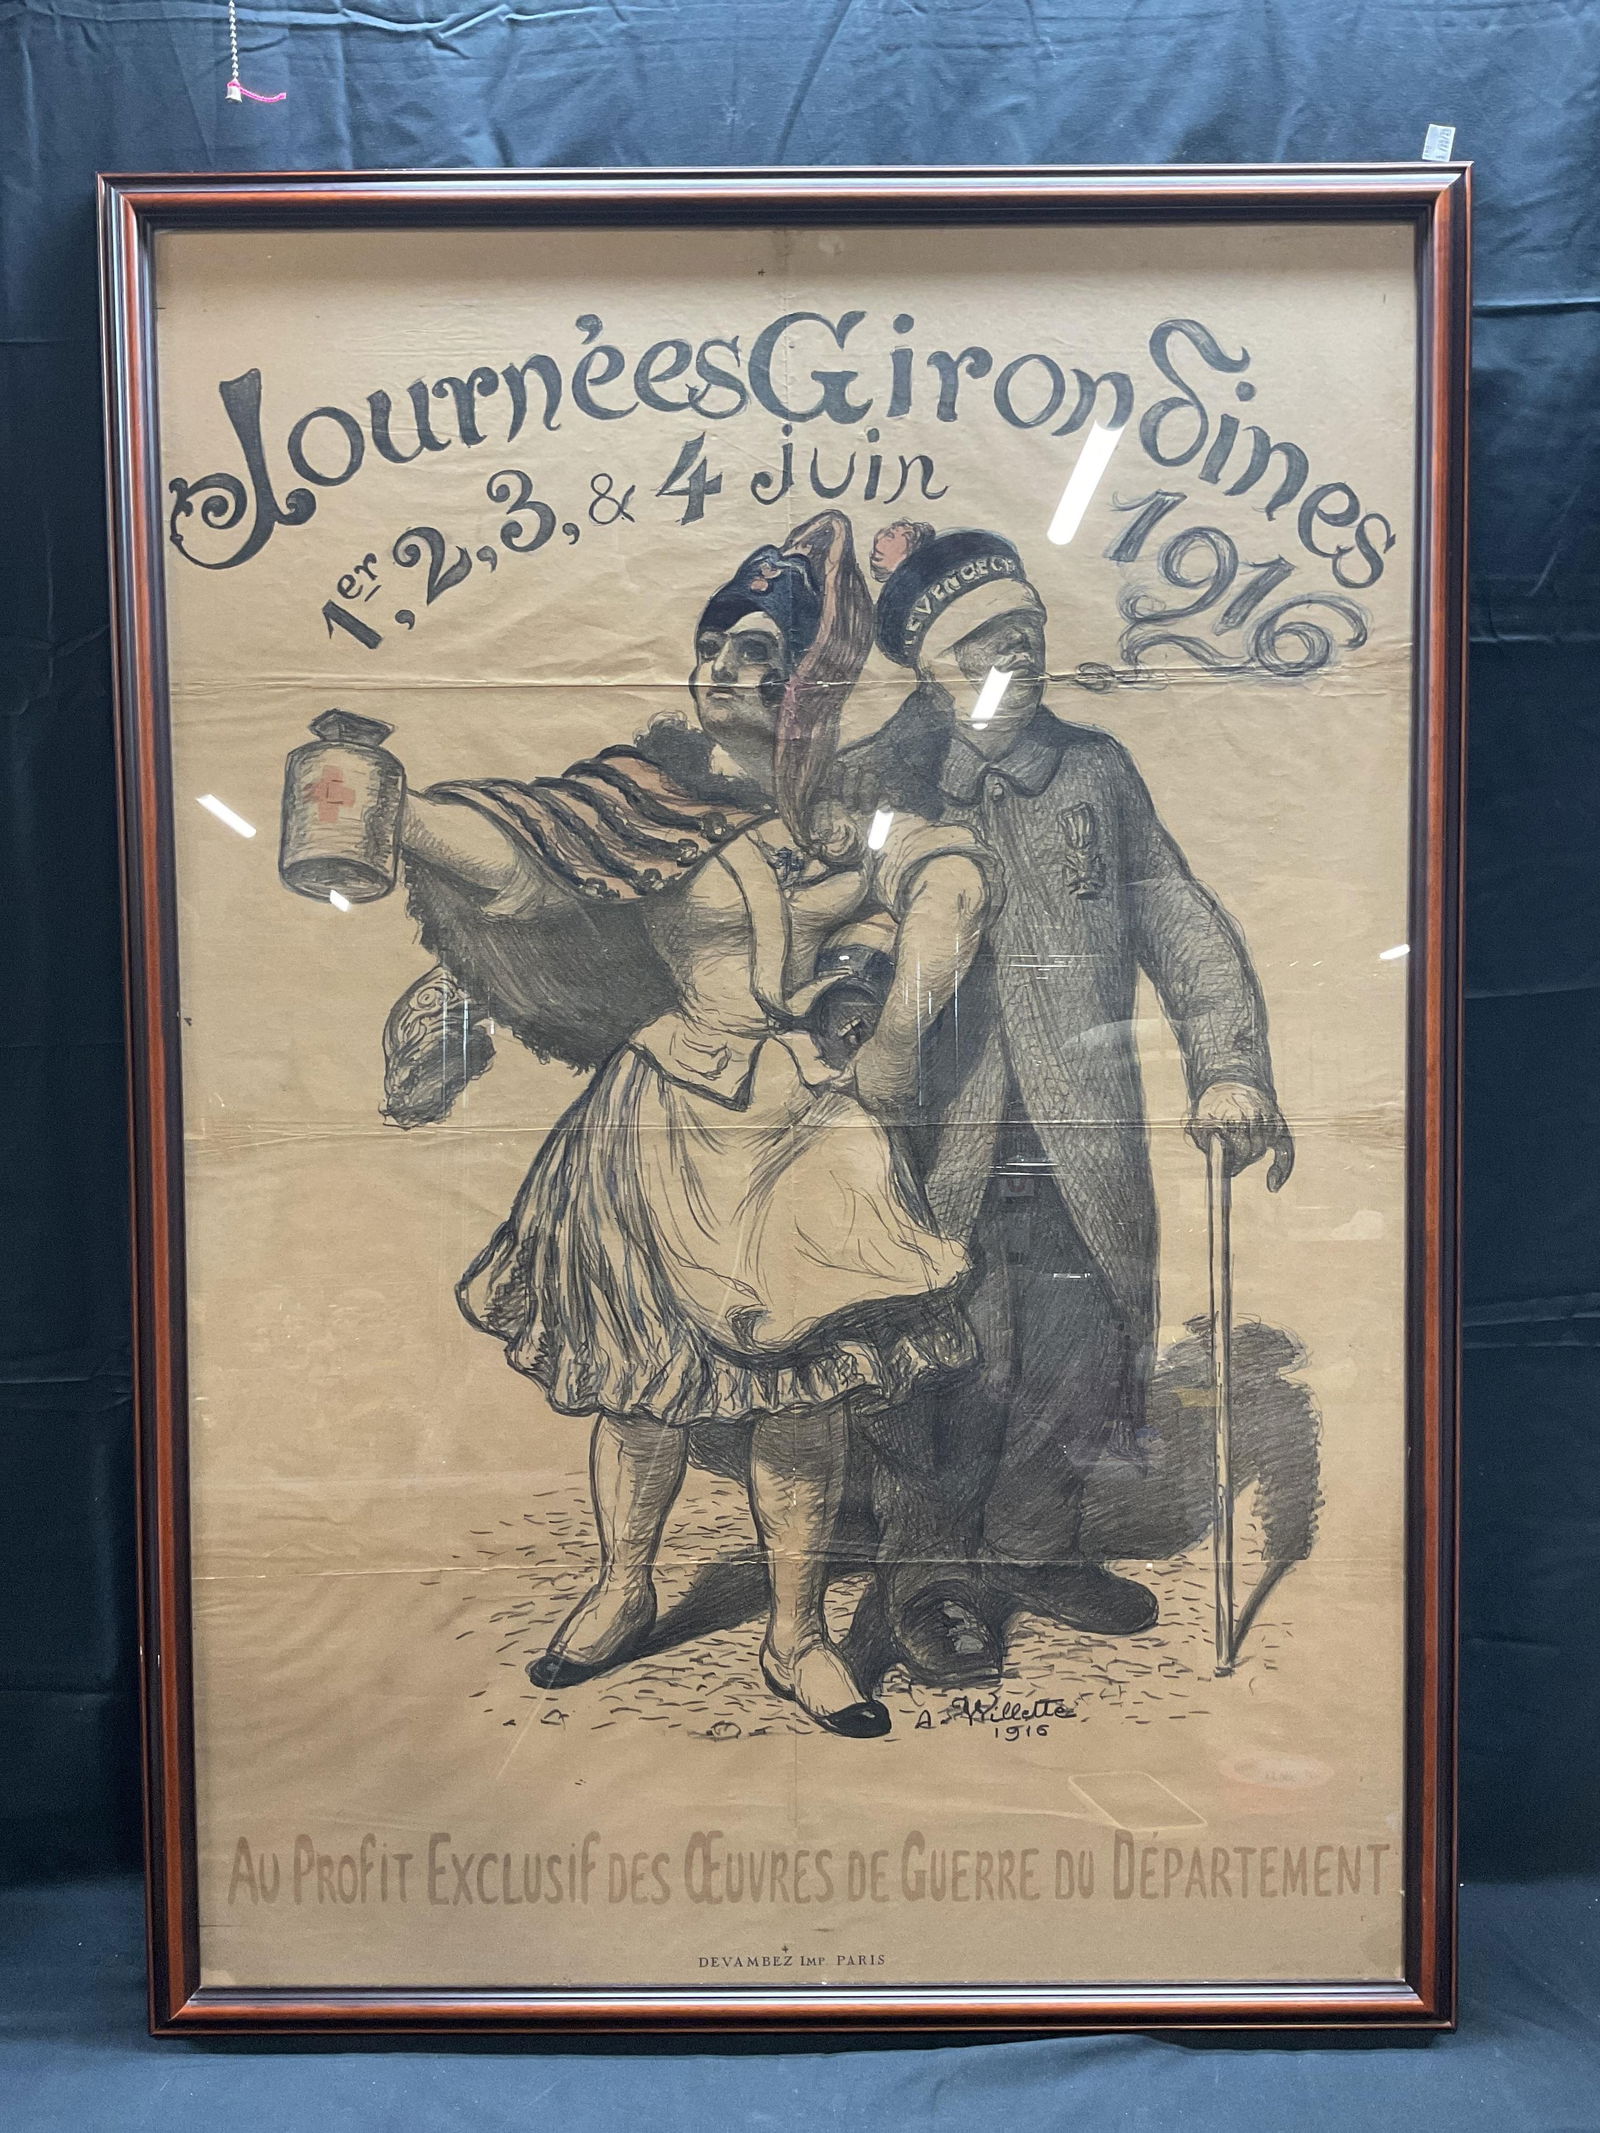 Journées Girondines
1er, 2, 3, & 4 juin 1916
A. Willette
1916
Au Profit Exclusif des Œuvres de Guerre du Département
DEVAMBEZ IMP. PARIS